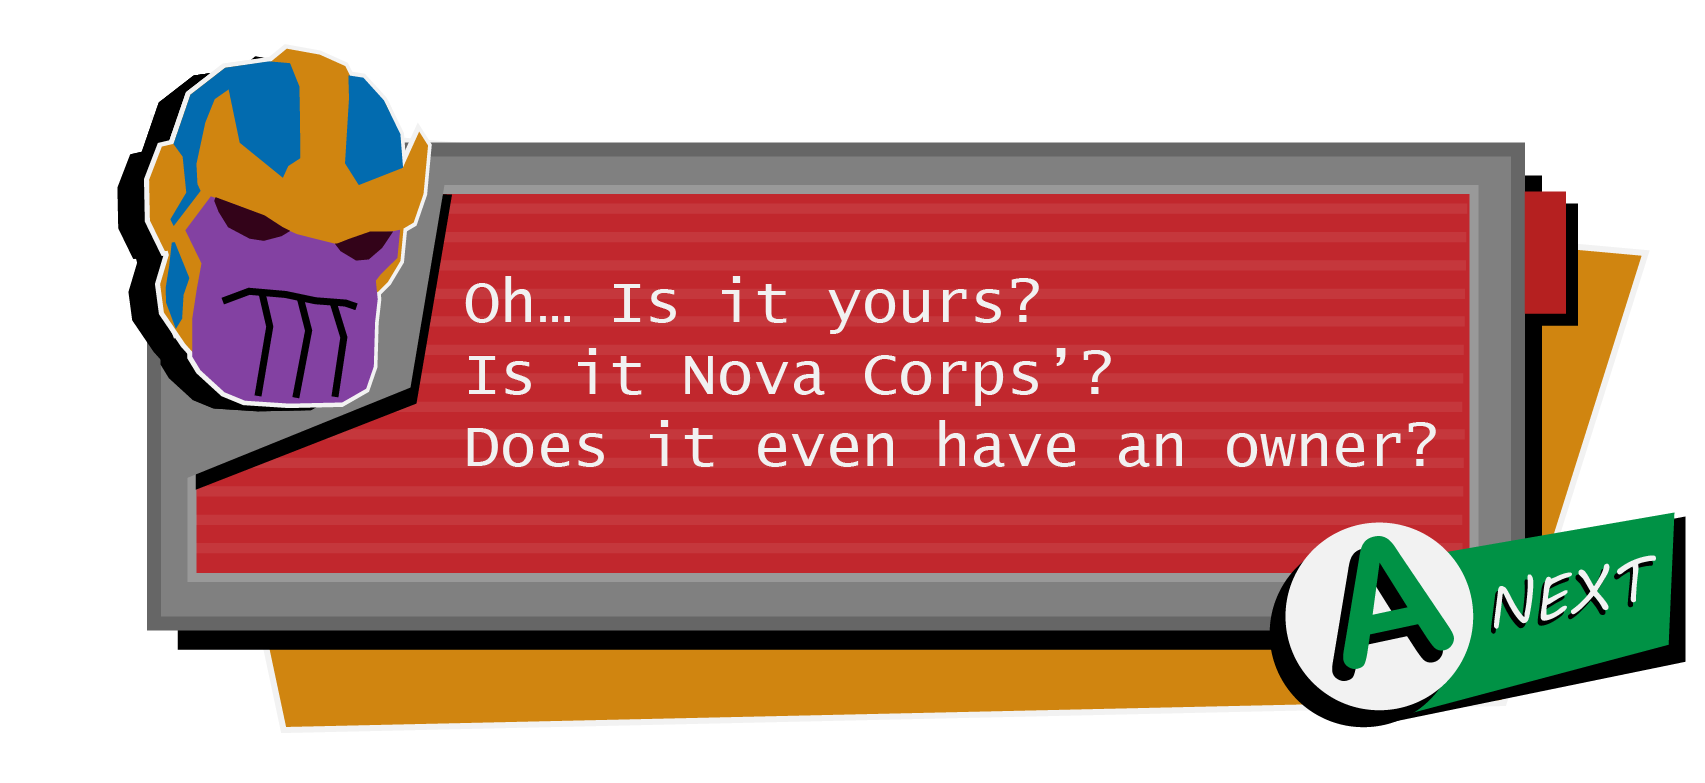 Oh… Is it yours?
Is it Nova Corps’?
Does it even have an owner?
A NEXT